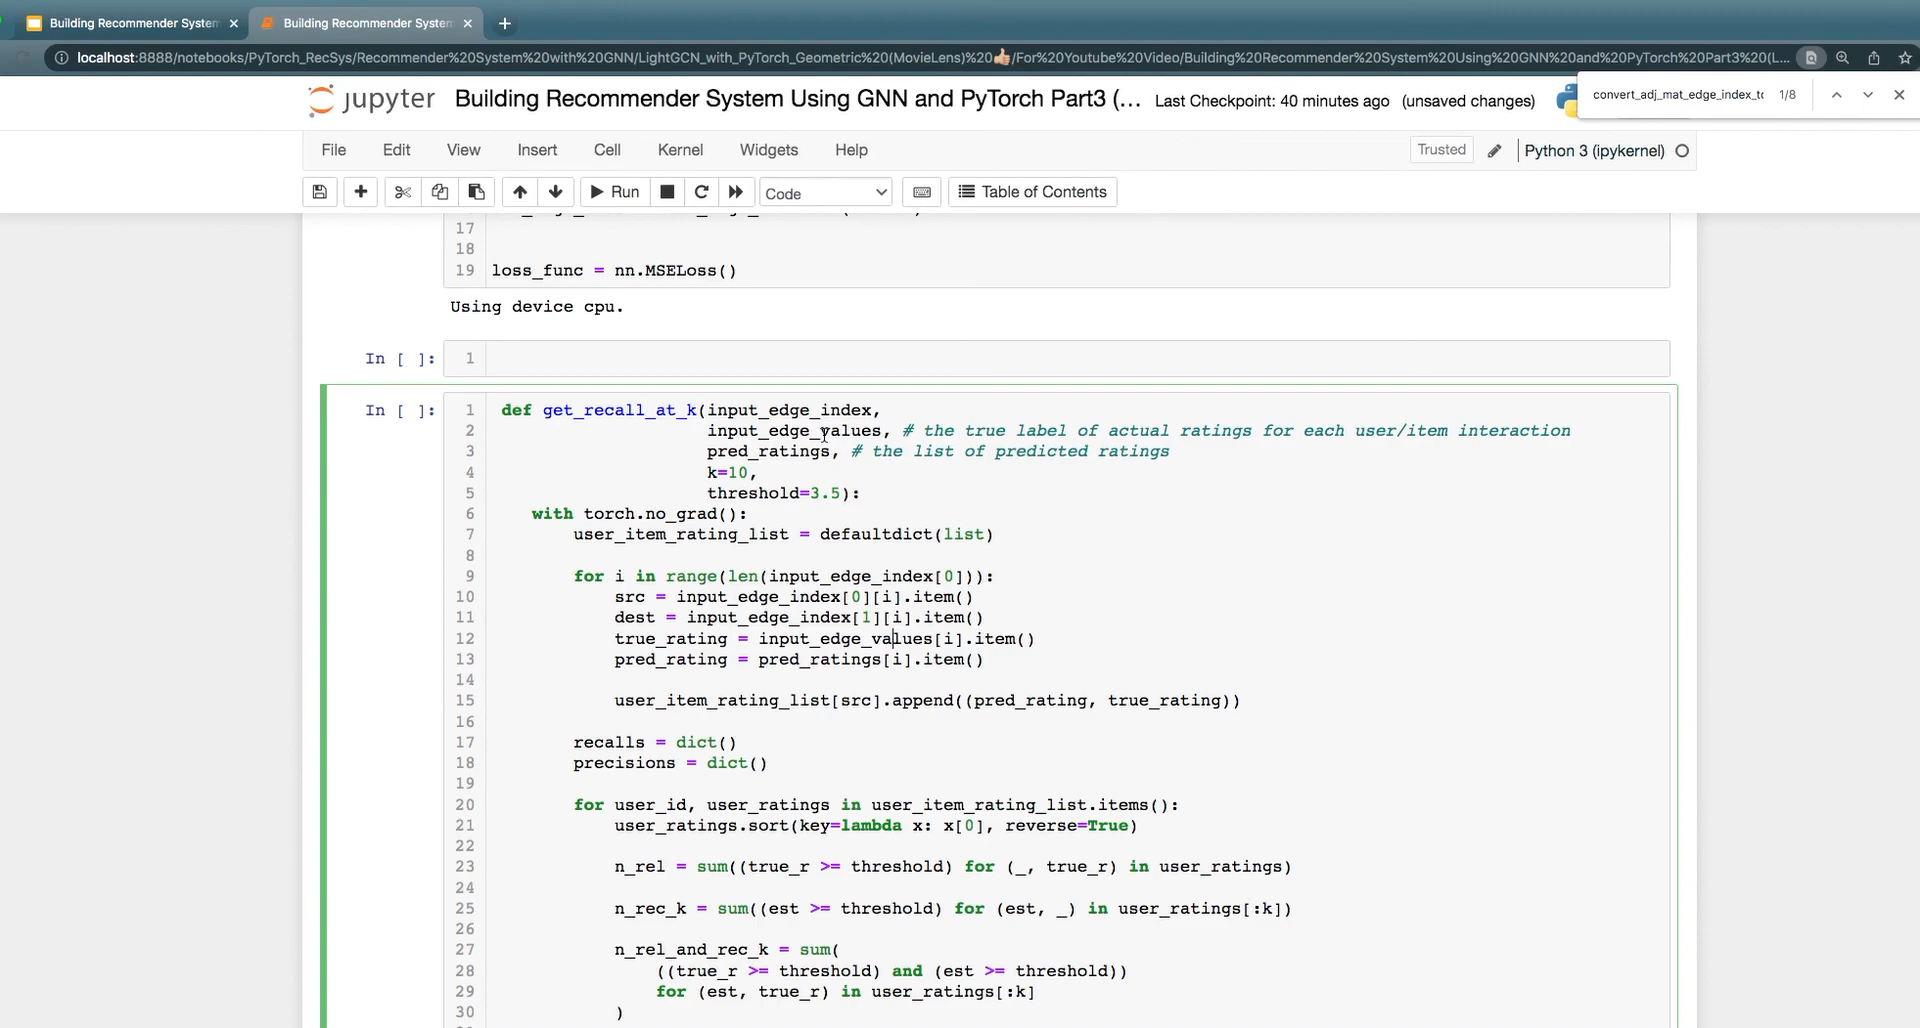 Building Recommender System
Building Recommender System
localhost:8888/notebooks/PyTorch_RecSys/Recommender%20System%20with%20GNN/LightGCN_with_PyTorch_Geometric%20(MovieLens)%20👍🏼/For%20Youtube%20Video/Building%20Recommender%20System%20Using%20GNN%20and%20PyTorch%20Part3%20(L...
convert_adj_mat_edge_index_to 1/8
jupyter Building Recommender System Using GNN and PyTorch Part3 (... Last Checkpoint: 40 minutes ago (unsaved changes)
File Edit View Insert Cell Kernel Widgets Help Trusted Python 3 (ipykernel)
Run Code Table of Contents
17
18
19 loss_func = nn.MSELoss()
Using device cpu.
In [ ]: 1
In [ ]: 1 def get_recall_at_k(input_edge_index,
2 input_edge_values, # the true label of actual ratings for each user/item interaction
3 pred_ratings, # the list of predicted ratings
4 k=10,
5 threshold=3.5):
6 with torch.no_grad():
7 user_item_rating_list = defaultdict(list)
8
9 for i in range(len(input_edge_index[0])):
10 src = input_edge_index[0][i].item()
11 dest = input_edge_index[1][i].item()
12 true_rating = input_edge_values[i].item()
13 pred_rating = pred_ratings[i].item()
14
15 user_item_rating_list[src].append((pred_rating, true_rating))
16
17 recalls = dict()
18 precisions = dict()
19
20 for user_id, user_ratings in user_item_rating_list.items():
21 user_ratings.sort(key=lambda x: x[0], reverse=True)
22
23 n_rel = sum((true_r >= threshold) for (_, true_r) in user_ratings)
24
25 n_rec_k = sum((est >= threshold) for (est, _) in user_ratings[:k])
26
27 n_rel_and_rec_k = sum(
28 ((true_r >= threshold) and (est >= threshold))
29 for (est, true_r) in user_ratings[:k]
30 )